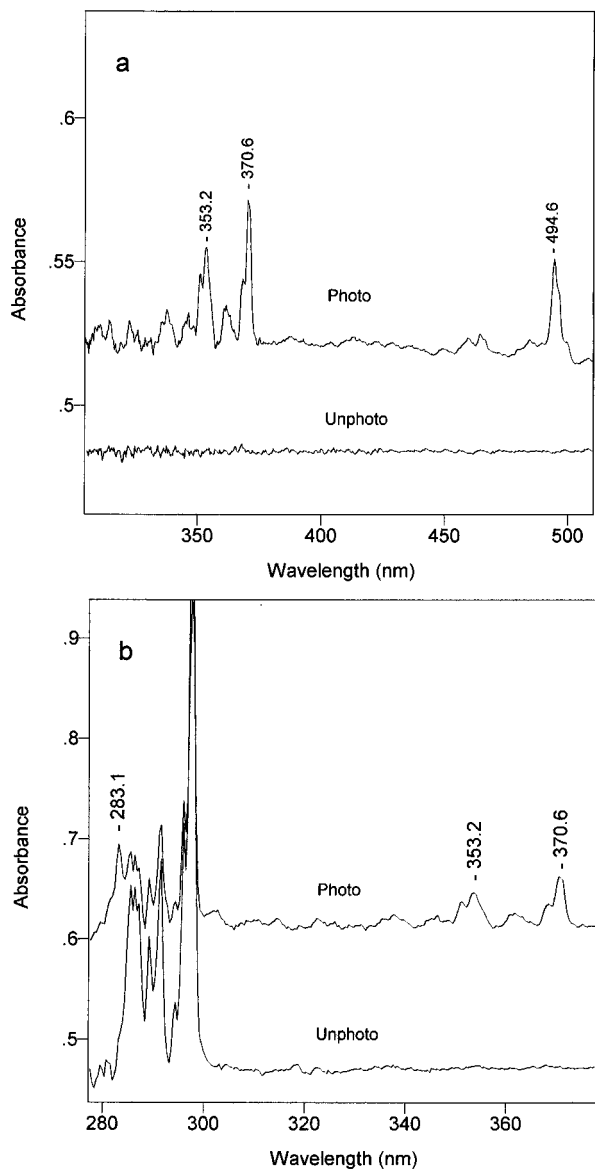 a
Absorbance
.6
.55
.5
353.2
370.6
494.6
Photo
Unphoto
350
400
450
500
Wavelength (nm)
b
Absorbance
.9
.8
.7
.6
.5
283.1
353.2
370.6
Photo
Unphoto
280
300
320
340
360
Wavelength (nm)